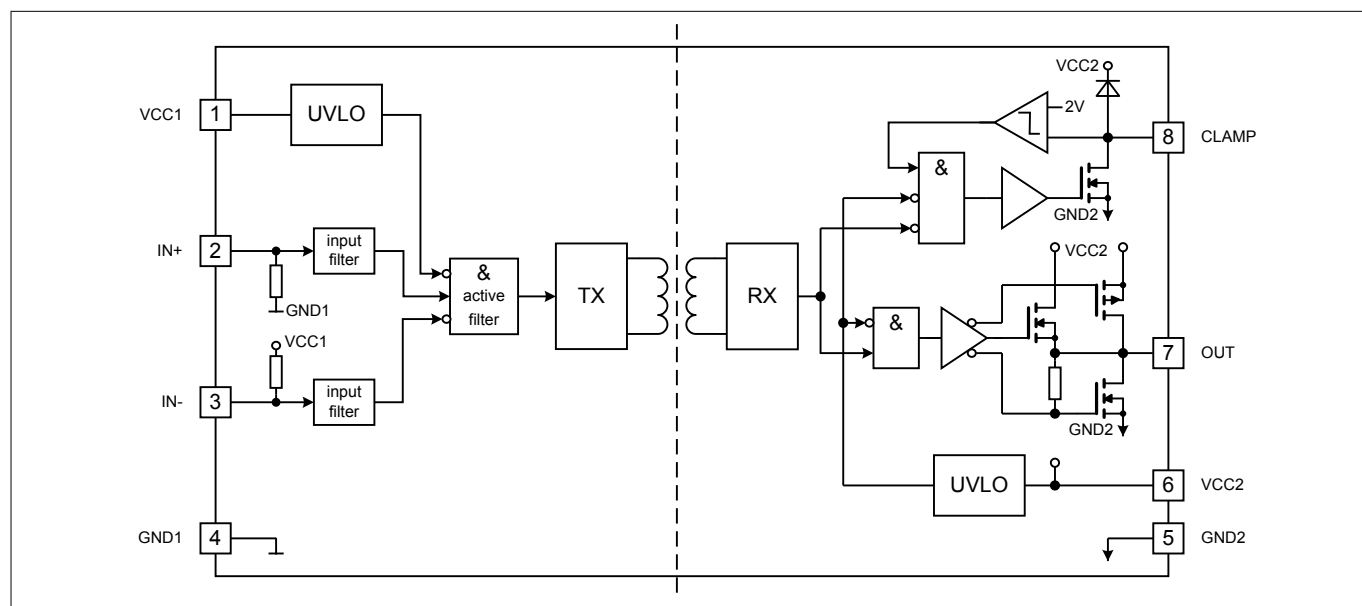 VCC1
1
UVLO
IN+
2
input
filter
GND1
VCC1
IN-
3
input
filter
GND1
4
&
active
filter
TX
RX
VCC2
2V
8
CLAMP
&
GND2
VCC2
&
7
OUT
GND2
UVLO
6
VCC2
5
GND2